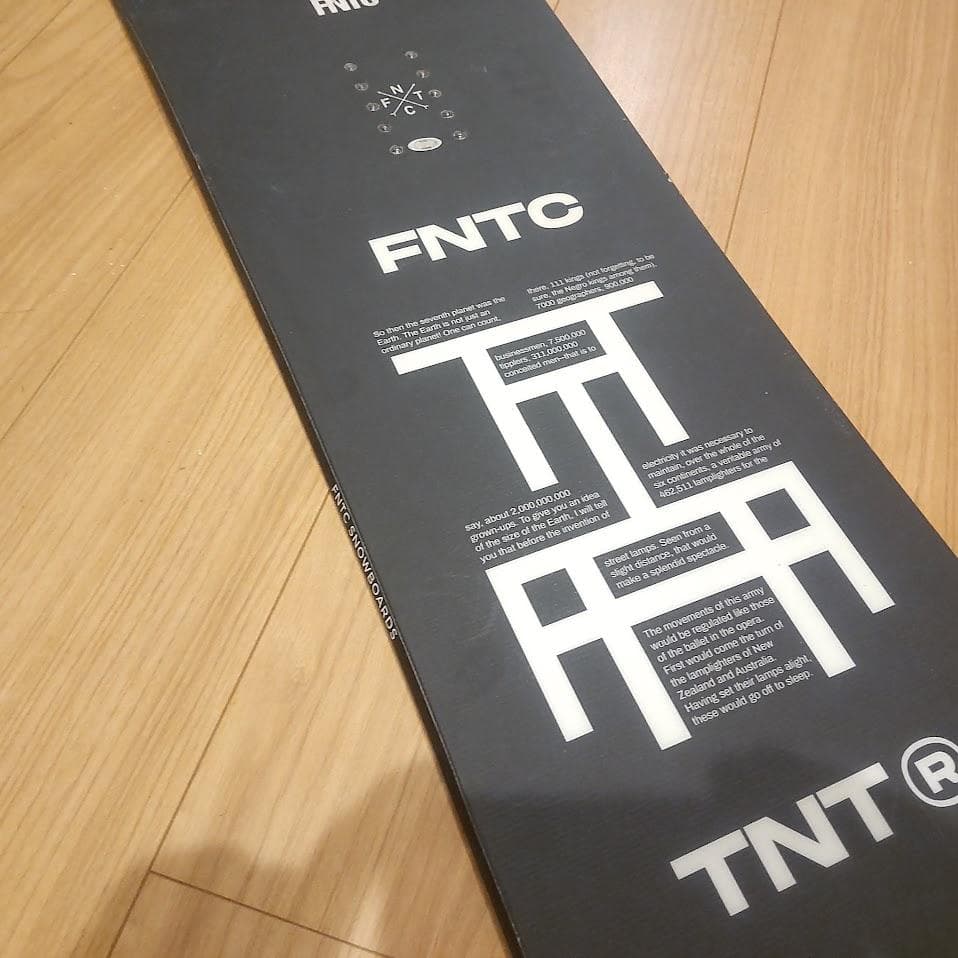 FNTC
N
F T
C
FNTC
So then the seventh planet was the
Earth. The Earth is not just an
ordinary planet! One can count,
there. 111 kings (not forgetting, to be
sure, the Negro kings among them),
7000 geographers, 900,000
businessmen, 7,500,000
tipplers, 311,000,000
conceited men–that is to
say, about 2,000,000,000
grown-ups. To give you an idea
of the size of the Earth, I will tell
you that before the invention of
electricity it was necessary to
maintain, over the whole of the
six continents, a veritable army of
462,511 lamplighters for the
street lamps. Seen from a
slight distance, that would
make a splendid spectacle.
The movements of this army
would be regulated like those
of the ballet in the opera.
First would come the turn of
the lamplighters of New
Zealand and Australia.
Having set their lamps alight,
these would go off to sleep.
TNT ®
FNTC SNOWBOARDS